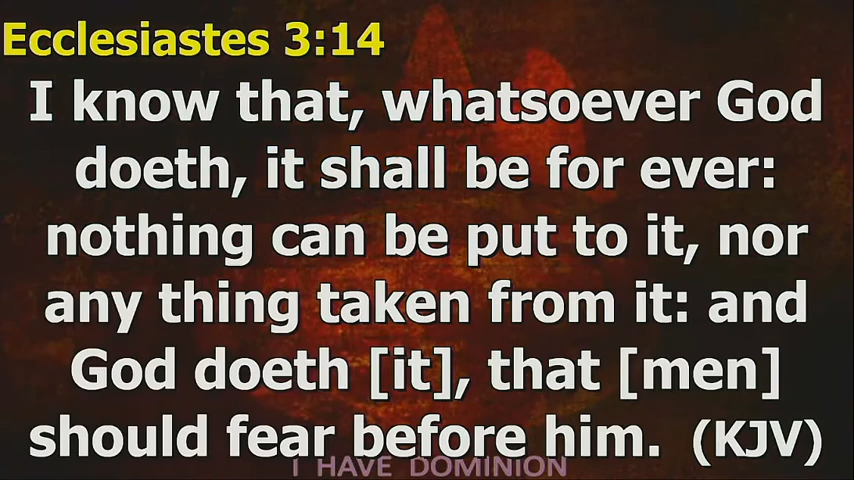 Ecclesiastes 3:14
I know that, whatsoever God
doeth, it shall be for ever:
nothing can be put to it, nor
any thing taken from it: and
God doeth [it], that [men]
should fear before him.  (KJV)
I HAVE DOMINION